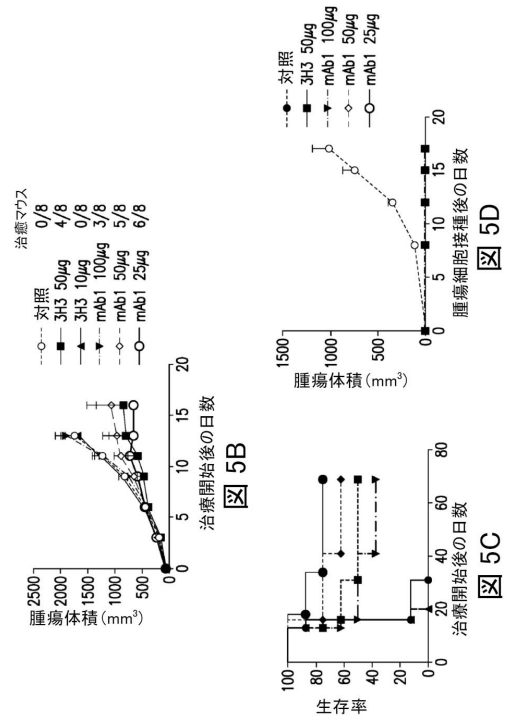 腫瘍体積(mm³)
2500
2000
1500
1000
500
0
0 5 10 15 20
治療開始後の日数
図 5B
治癒マウス
対照 0/8
3H3 50μg 4/8
3H3 10μg 0/8
mAb1 100μg 3/8
mAb1 50μg 5/8
mAb1 25μg 6/8
生存率
100
80
60
40
20
0
0 20 40 60 80
治療開始後の日数
図 5C
腫瘍体積(mm³)
1500
1000
500
0
0 5 10 15 20
腫瘍細胞接種後の日数
図 5D
対照
3H3 50μg
mAb1 100μg
mAb1 50μg
mAb1 25μg